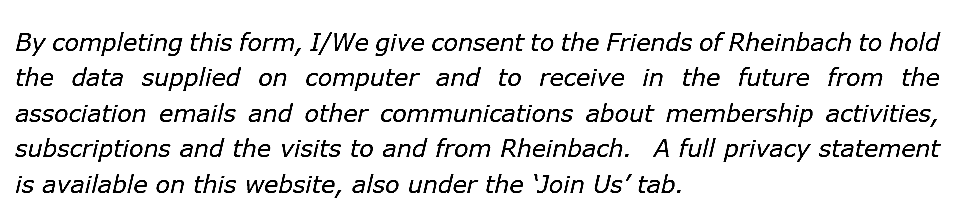 By completing this form, I/We give consent to the Friends of Rheinbach to hold
the data supplied on computer and to receive in the future from the
association emails and other communications about membership activities,
subscriptions and the visits to and from Rheinbach.  A full privacy statement
is available on this website, also under the ‘Join Us’ tab.